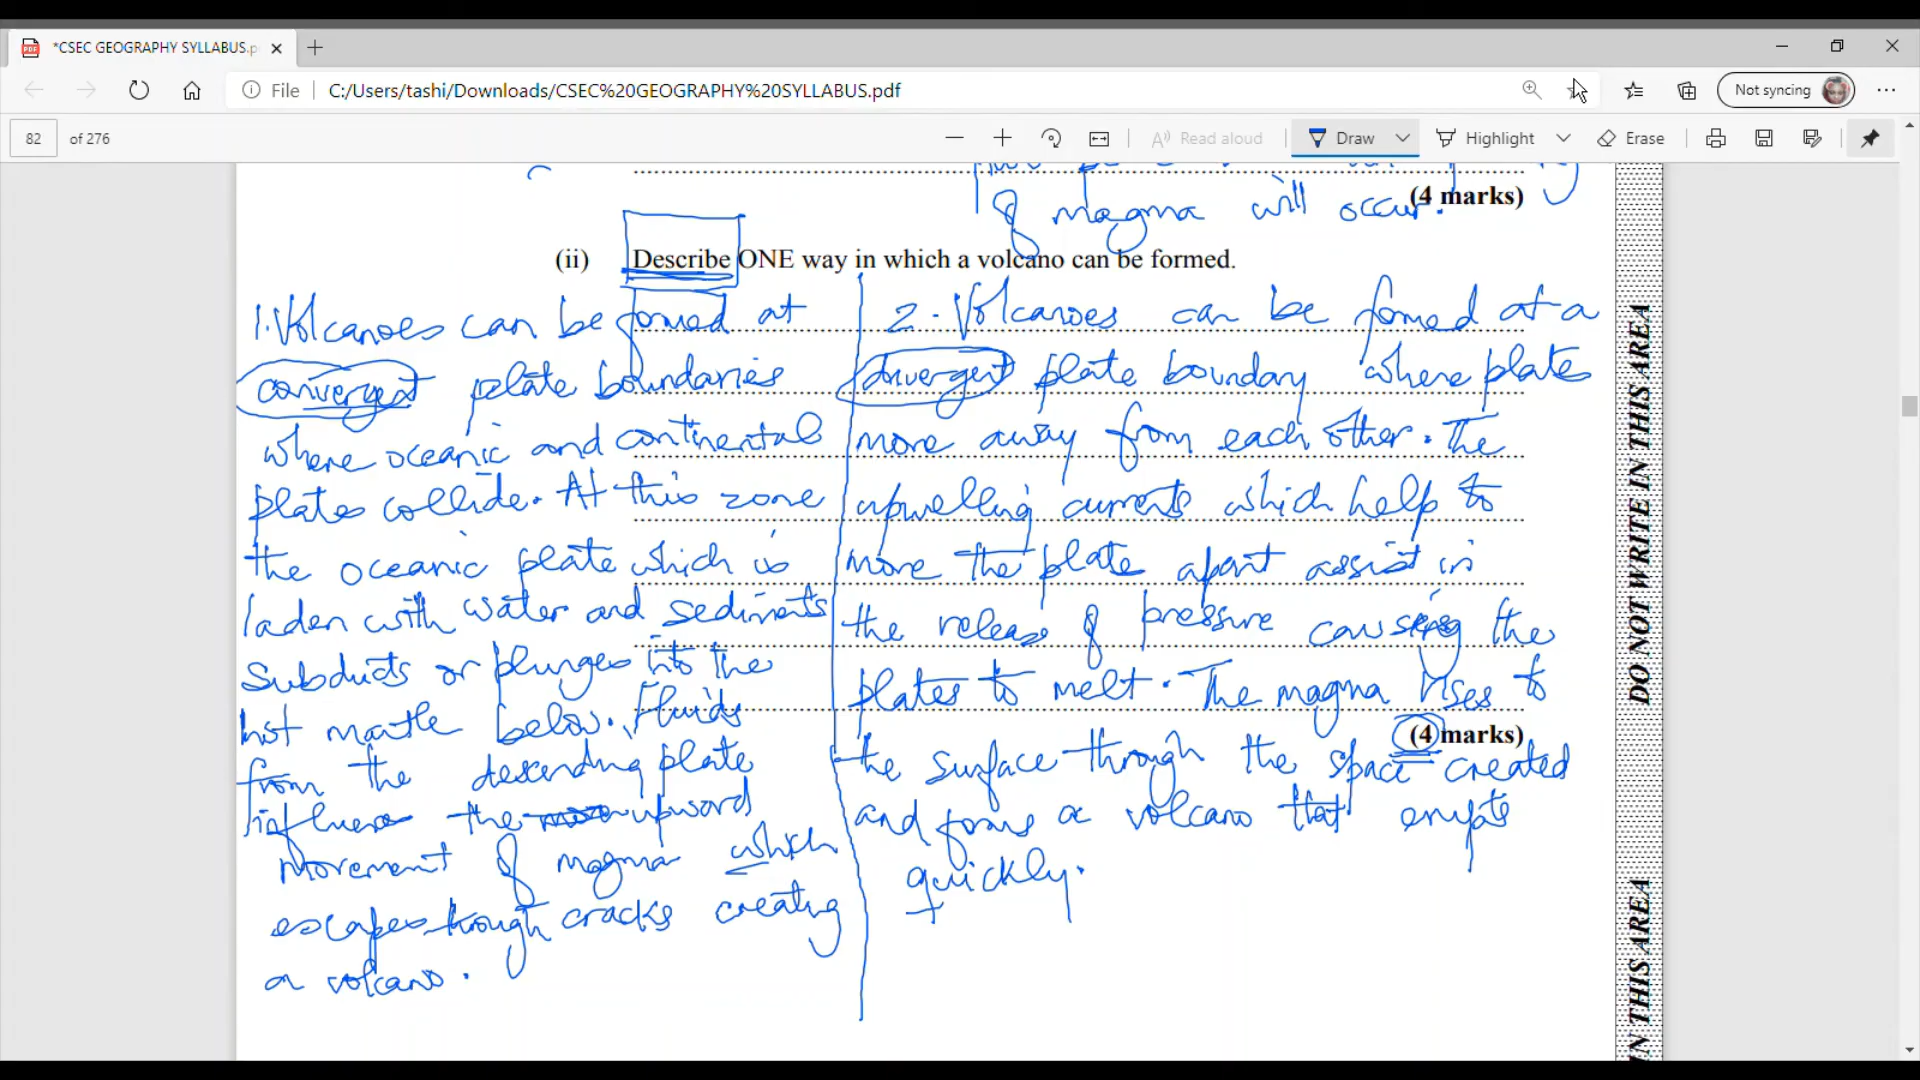 *CSEC GEOGRAPHY SYLLABUS.p
File
C:/Users/tashi/Downloads/CSEC%20GEOGRAPHY%20SYLLABUS.pdf
Not syncing
82 of 276
Read aloud
Draw
Highlight
Erase
of magma will occur.
(4 marks)
(ii) Describe ONE way in which a volcano can be formed.
1. Volcanoes can be formed at
convergent plate boundaries
where oceanic and continental
plates collide. At this zone
the oceanic plate which is
laden with water and sediments
subducts or plunges into the
hot mantle below. Fluids
from the descending plate
influence the upward
movement of magma which
escapes through cracks creating
a volcano.
2. Volcanoes can be formed at a
divergent plate boundary where plates
move away from each other. The
upwelling currents which help to
move the plate apart assist in
the release of pressure causing the
plates to melt. The magma rises to
the surface through the space created
and forms a volcano that erupts
quickly.
(4 marks)
DO NOT WRITE IN THIS AREA
IN THIS AREA